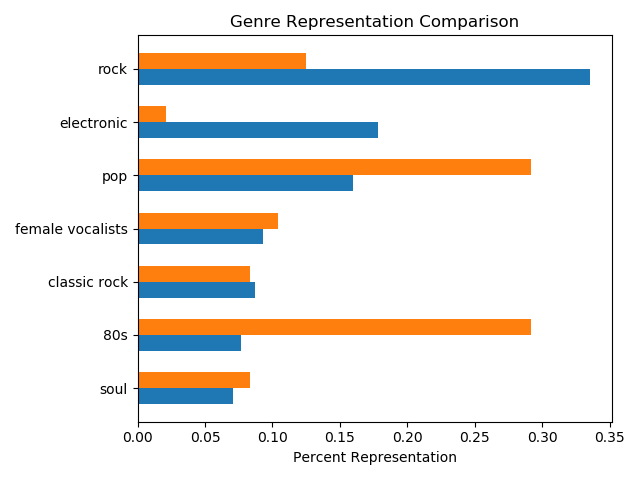 Genre Representation Comparison
rock
electronic
pop
female vocalists
classic rock
80s
soul
0.00 0.05 0.10 0.15 0.20 0.25 0.30 0.35
Percent Representation